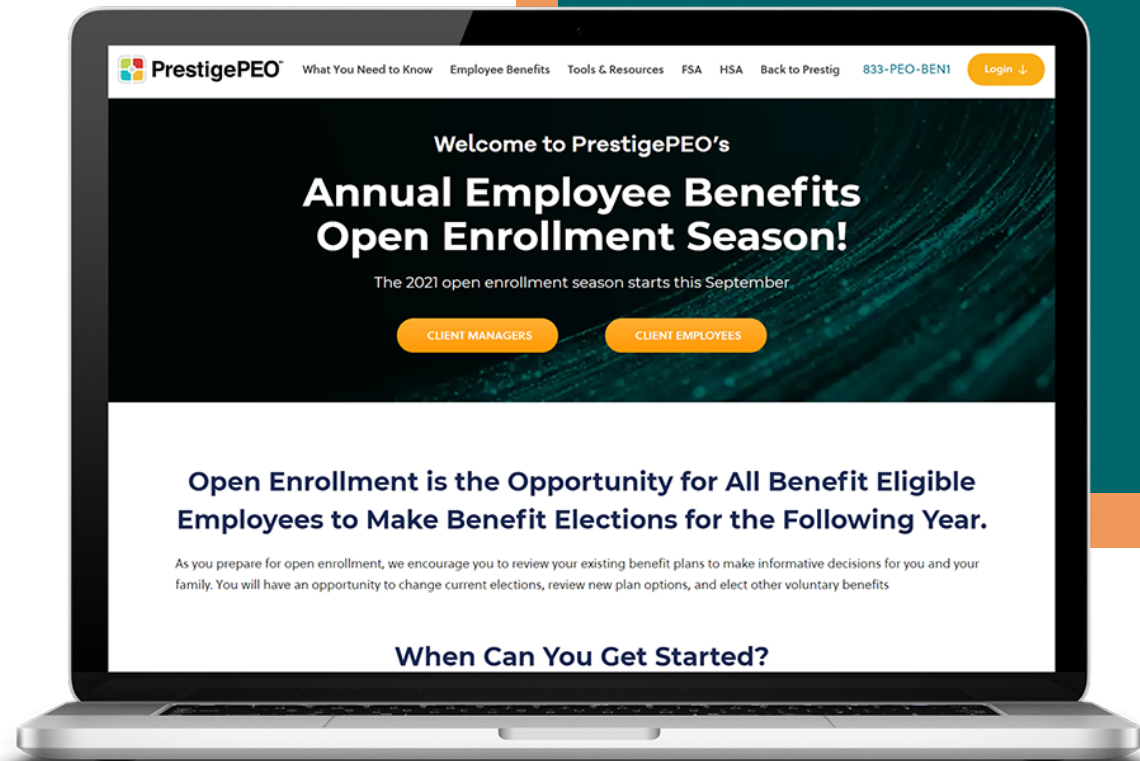 PrestigePEO What You Need to Know Employee Benefits Tools & Resources FSA HSA Back to Prestig 833-PEO-BEN1 Login ↓
Welcome to PrestigePEO's
Annual Employee Benefits
Open Enrollment Season!
The 2021 open enrollment season starts this September
CLIENT MANAGERS CLIENT EMPLOYEES
Open Enrollment is the Opportunity for All Benefit Eligible
Employees to Make Benefit Elections for the Following Year.
As you prepare for open enrollment, we encourage you to review your existing benefit plans to make informative decisions for you and your
family. You will have an opportunity to change current elections, review new plan options, and elect other voluntary benefits
When Can You Get Started?